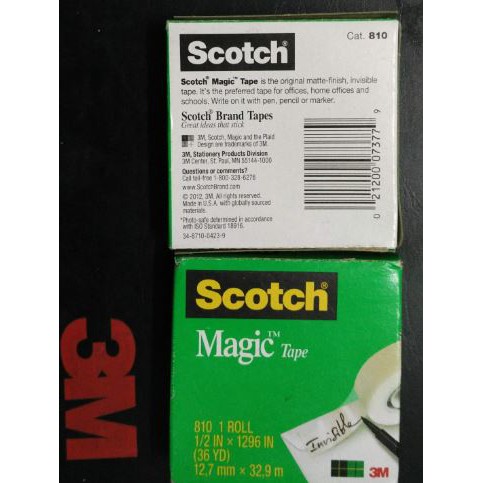 Scotch®
Cat. 810
Scotch® Magic™ Tape is the original matte-finish, invisible
tape. It's the preferred tape for offices, home offices and
schools. Write on it with pen, pencil or marker.
Scotch® Brand Tapes
Great ideas that stick
3M, Scotch, Magic and the Plaid
Design are trademarks of 3M.
3M, Stationery Products Division
3M Center, St. Paul, MN 55144-1000
Questions or comments?
Call toll-free 1-800-328-6276
www.ScotchBrand.com
© 2012, 3M. All rights reserved.
Made in U.S.A. with globally sourced
materials.
*Photo-safe determined in accordance
with ISO Standard 18916.
34-8710-0423-9
0 21200 07377 9
Scotch®
Magic™ Tape
810 1 ROLL
1/2 IN × 1296 IN
(36 YD)
12,7 mm × 32,9 m
Invisible
3M
3M